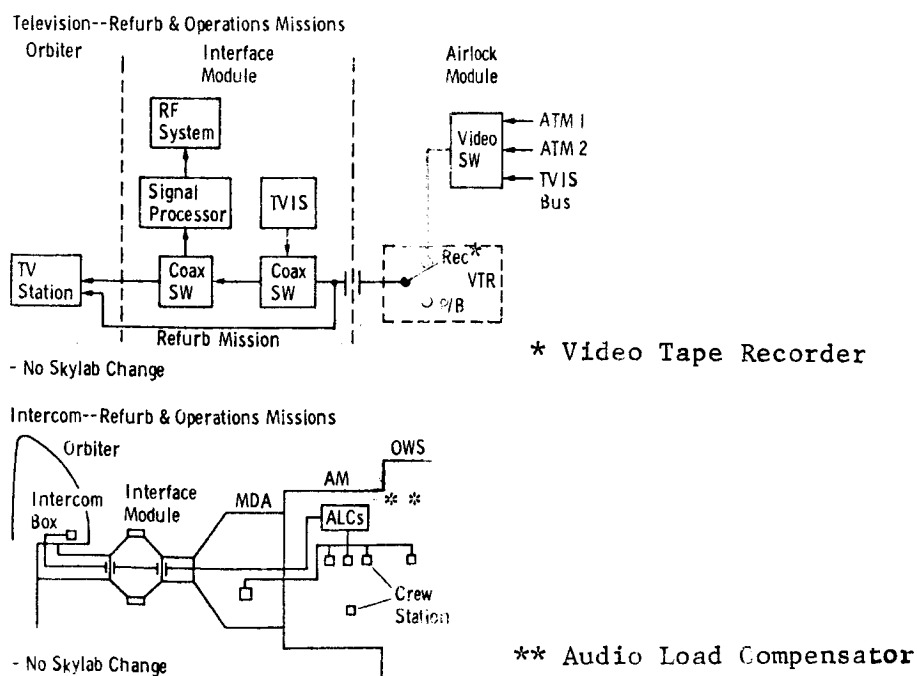 Television--Refurb & Operations Missions
Orbiter
Interface
Module
Airlock
Module
RF
System
Signal
Processor
TVIS
Video
SW
ATM 1
ATM 2
TVIS
Bus
TV
Station
Coax
SW
Coax
SW
Rec*
VTR
P/B
Refurb Mission
* Video Tape Recorder
- No Skylab Change
Intercom--Refurb & Operations Missions
Orbiter
OWS
AM
* *
MDA
Interface
Module
Intercom
Box
ALCs
Crew
Station
- No Skylab Change
** Audio Load Compensator